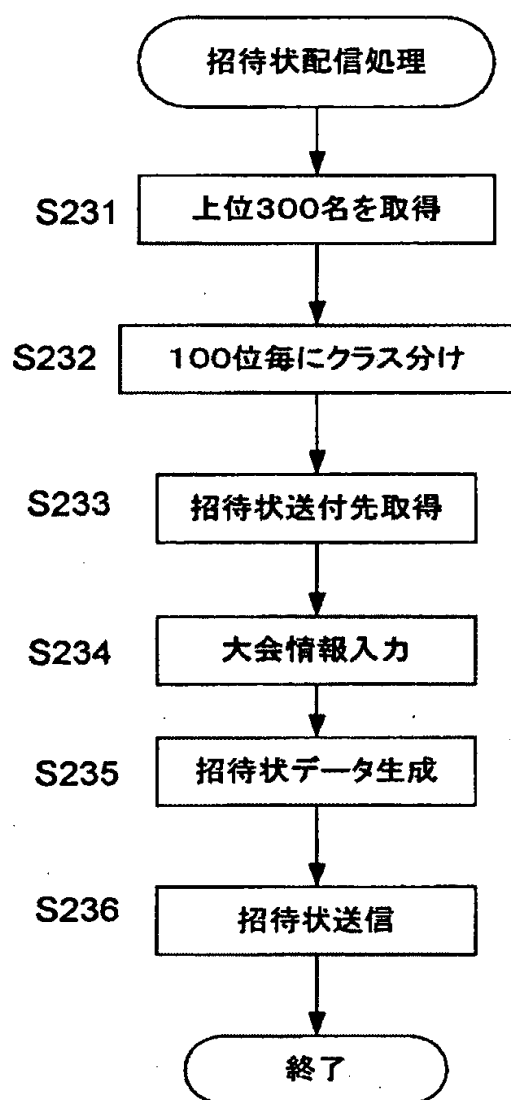 招待状配信処理
S231
上位300名を取得
S232
100位毎にクラス分け
S233
招待状送付先取得
S234
大会情報入力
S235
招待状データ生成
S236
招待状送信
終了